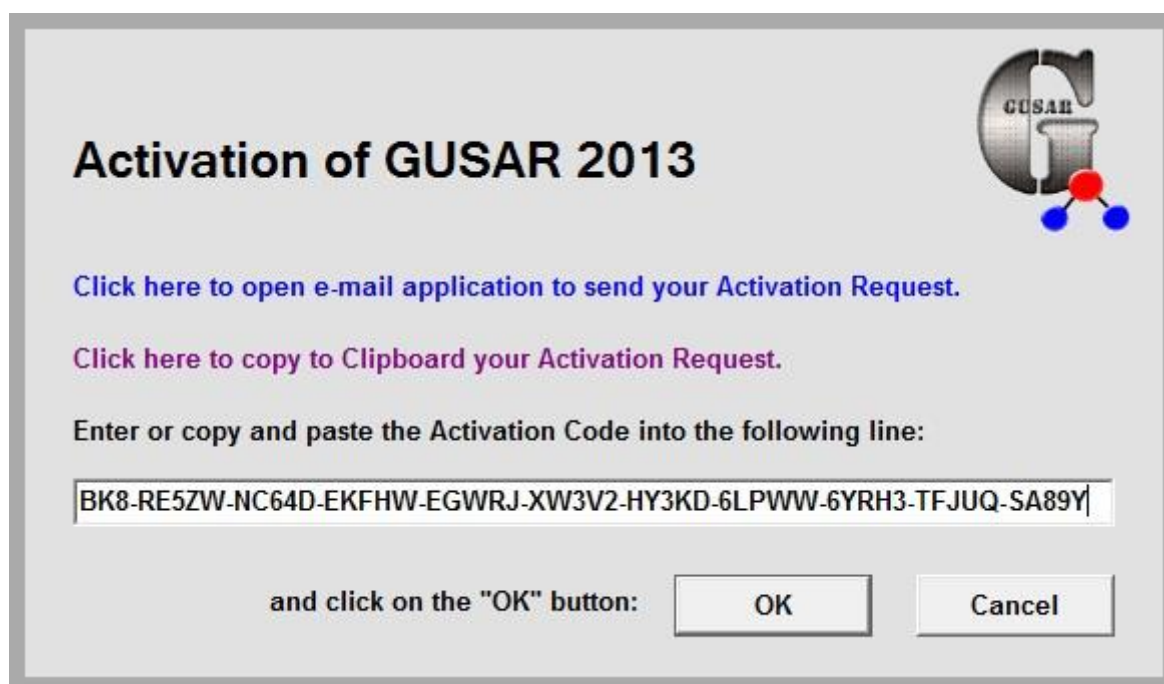 GUSAR
Activation of GUSAR 2013
Click here to open e-mail application to send your Activation Request.
Click here to copy to Clipboard your Activation Request.
Enter or copy and paste the Activation Code into the following line:
BK8-RE5ZW-NC64D-EKFHW-EGWRJ-XW3V2-HY3KD-6LPWW-6YRH3-TFJUQ-SA89Y
and click on the "OK" button: OK Cancel